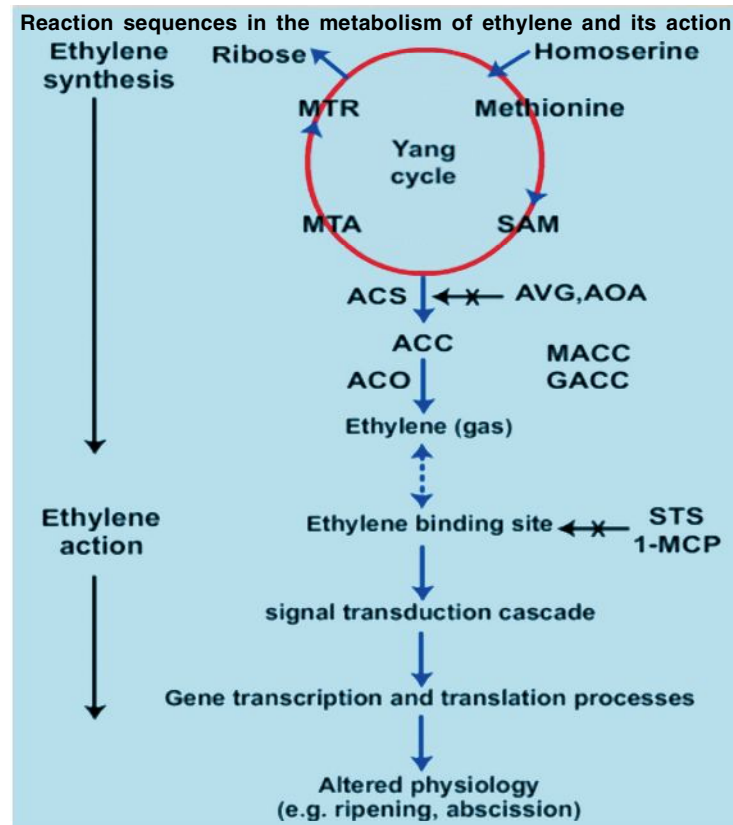 Reaction sequences in the metabolism of ethylene and its action
Ethylene
synthesis
Ribose
Homoserine
MTR
Methionine
Yang
cycle
MTA
SAM
ACS
AVG,AOA
ACC
MACC
GACC
ACO
Ethylene (gas)
Ethylene
action
Ethylene binding site
STS
1-MCP
signal transduction cascade
Gene transcription and translation processes
Altered physiology
(e.g. ripening, abscission)